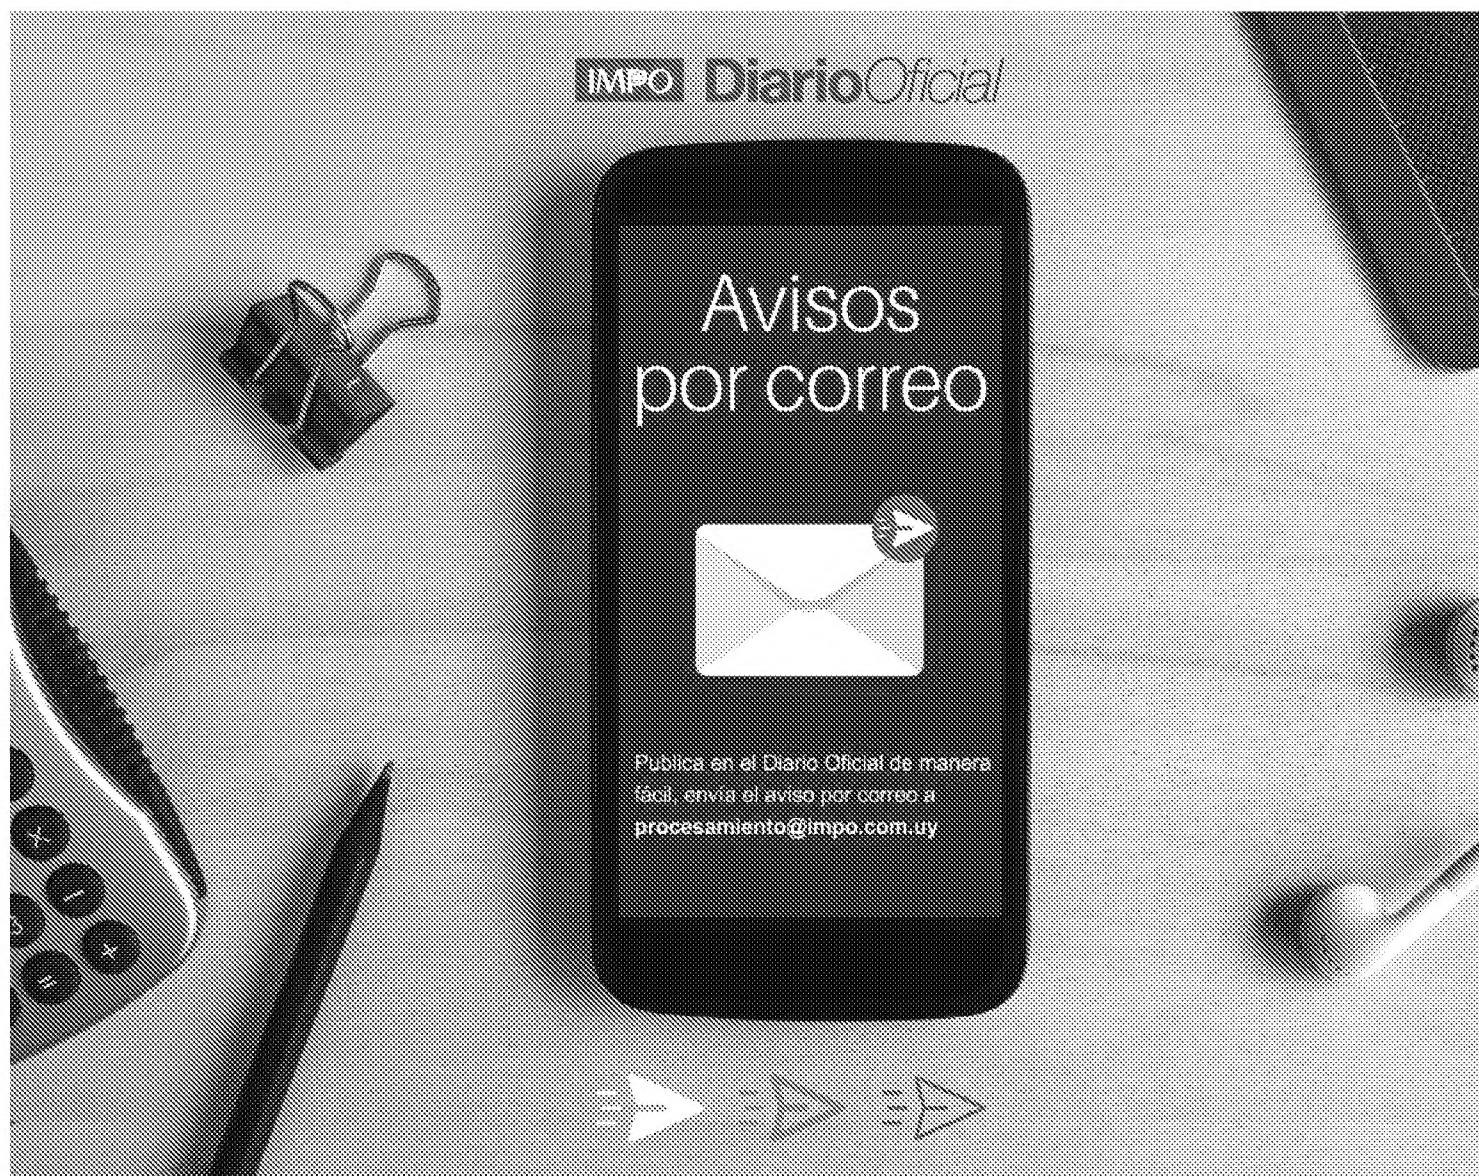 IMPO DiarioOficial
Avisos
por correo
Publica en el Diario Oficial de manera
fácil, envía el aviso por correo a
procesamiento@impo.com.uy
X
-
+
=